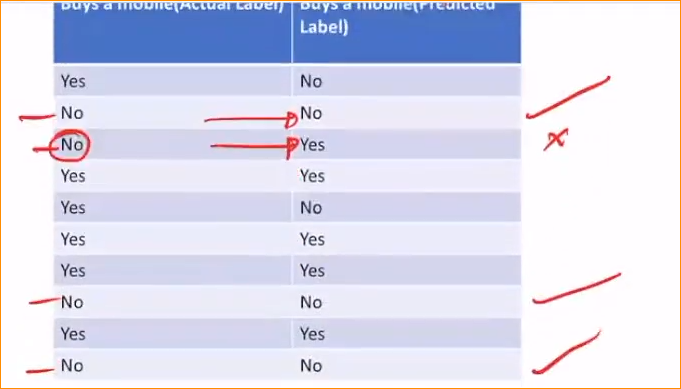 Buys a mobile(Actual Label) Buys a mobile(Predicted
Label)
Yes No
No No
No Yes
Yes Yes
Yes No
Yes Yes
Yes Yes
No No
Yes Yes
No No